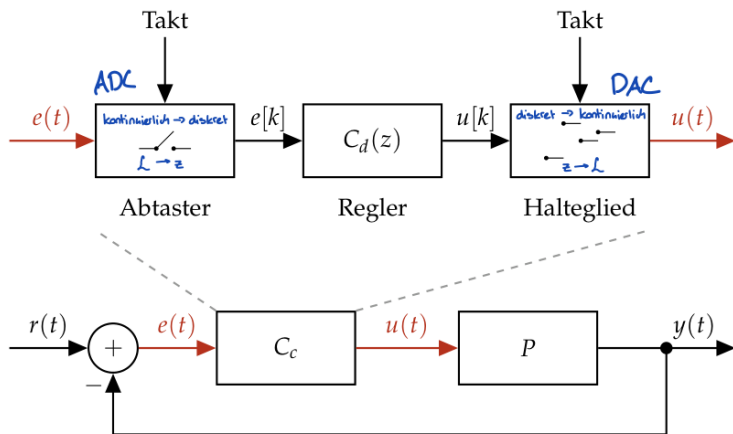 Takt Takt
ADC DAC
e(t) kontinuierlich → diskret e[k] C_d(z) u[k] diskret → kontinuierlich u(t)
ℒ → z z → ℒ
Abtaster Regler Halteglied
r(t) e(t) u(t) y(t)
+ C_c P
−